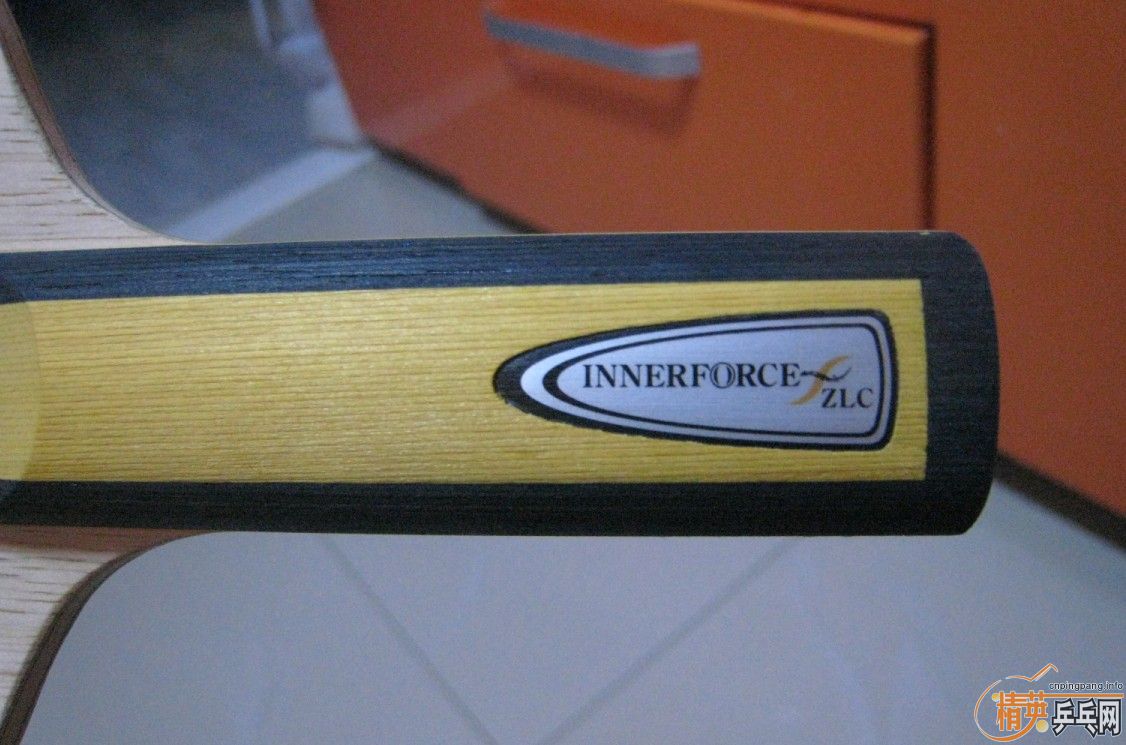 INNERFORCE
ZLC
cnpingpang.info
精英乒乓网